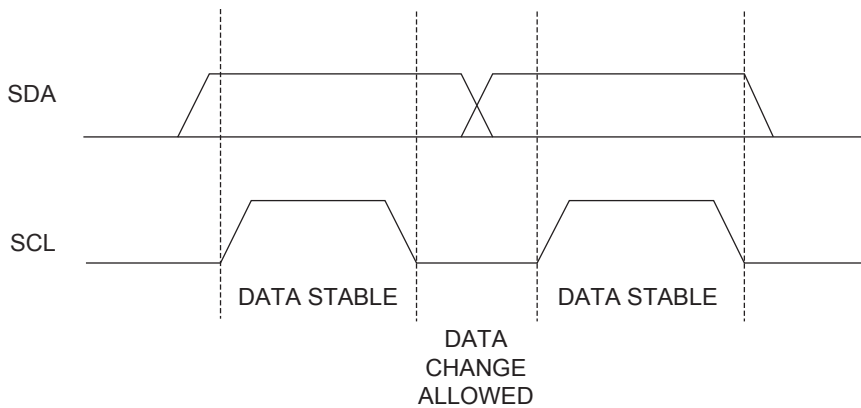 SDA
SCL
DATA STABLE
DATA STABLE
DATA
CHANGE
ALLOWED